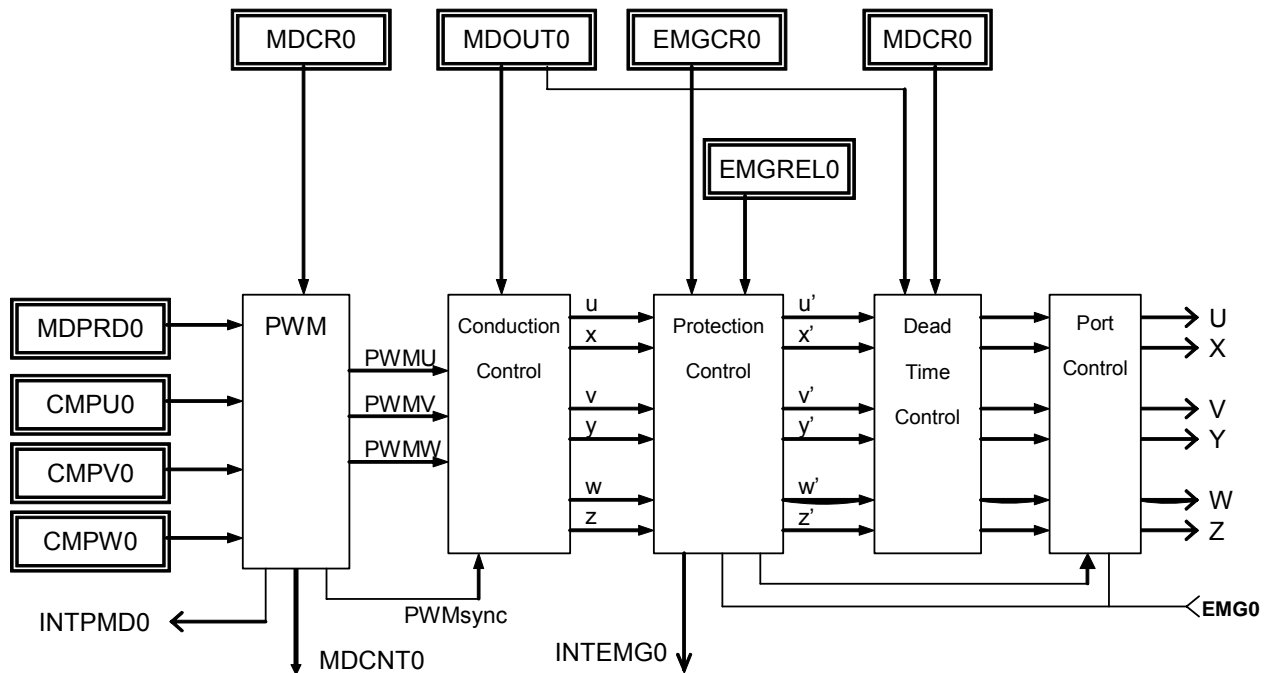 MDCR0
MDOUT0
EMGCR0
MDCR0
EMGREL0
MDPRD0
CMPU0
CMPV0
CMPW0
PWM
PWMU
PWMV
PWMW
Conduction
Control
u
x
v
y
w
z
Protection
Control
u'
x'
v'
y'
w'
z'
Dead
Time
Control
Port
Control
U
X
V
Y
W
Z
INTPMD0
MDCNT0
PWMsync
INTEMG0
EMG0